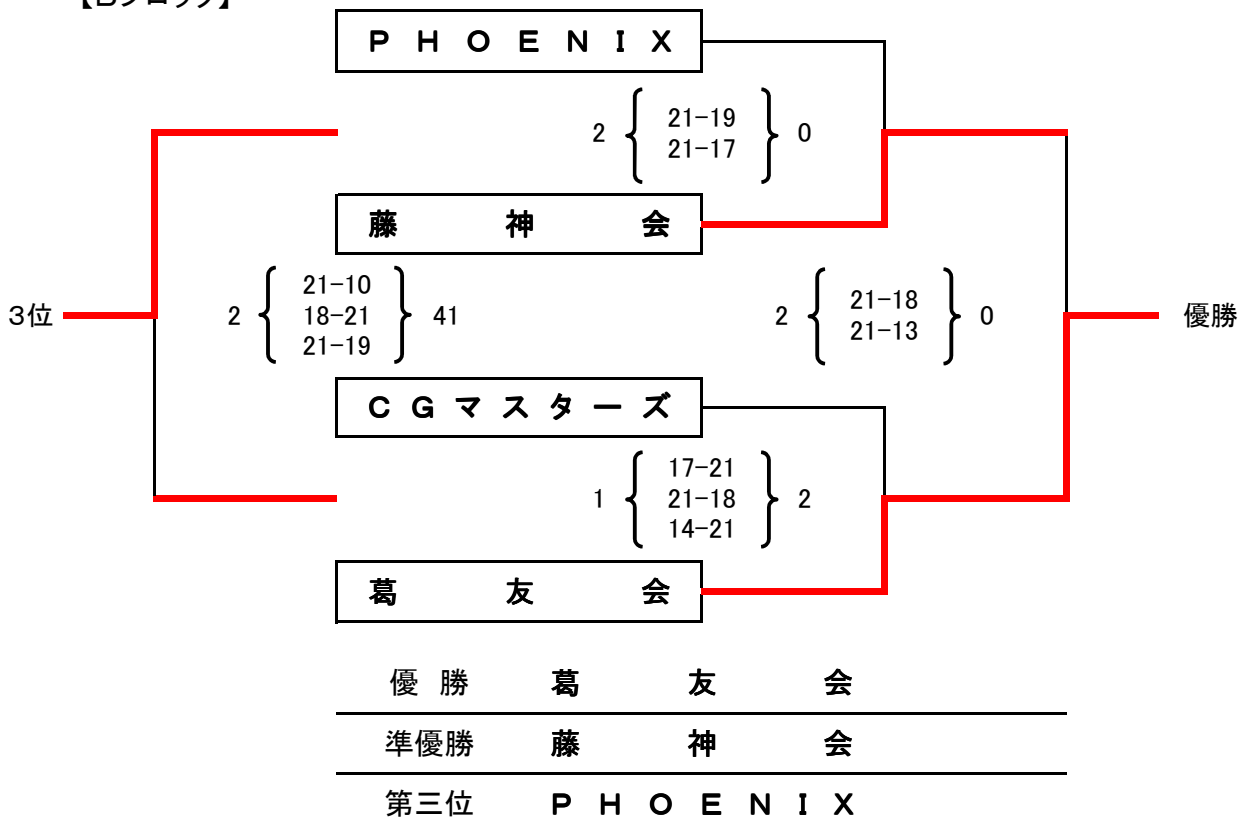 ＰＨＯＥＮＩＸ
2 21-19 0
21-17
藤神会
21-10
3位 2 18-21 41
21-19
2 21-18 0 優勝
21-13
ＣＧマスターズ
17-21
1 21-18 2
14-21
葛友会
優勝 葛友会
準優勝 藤神会
第三位 ＰＨＯＥＮＩＸ